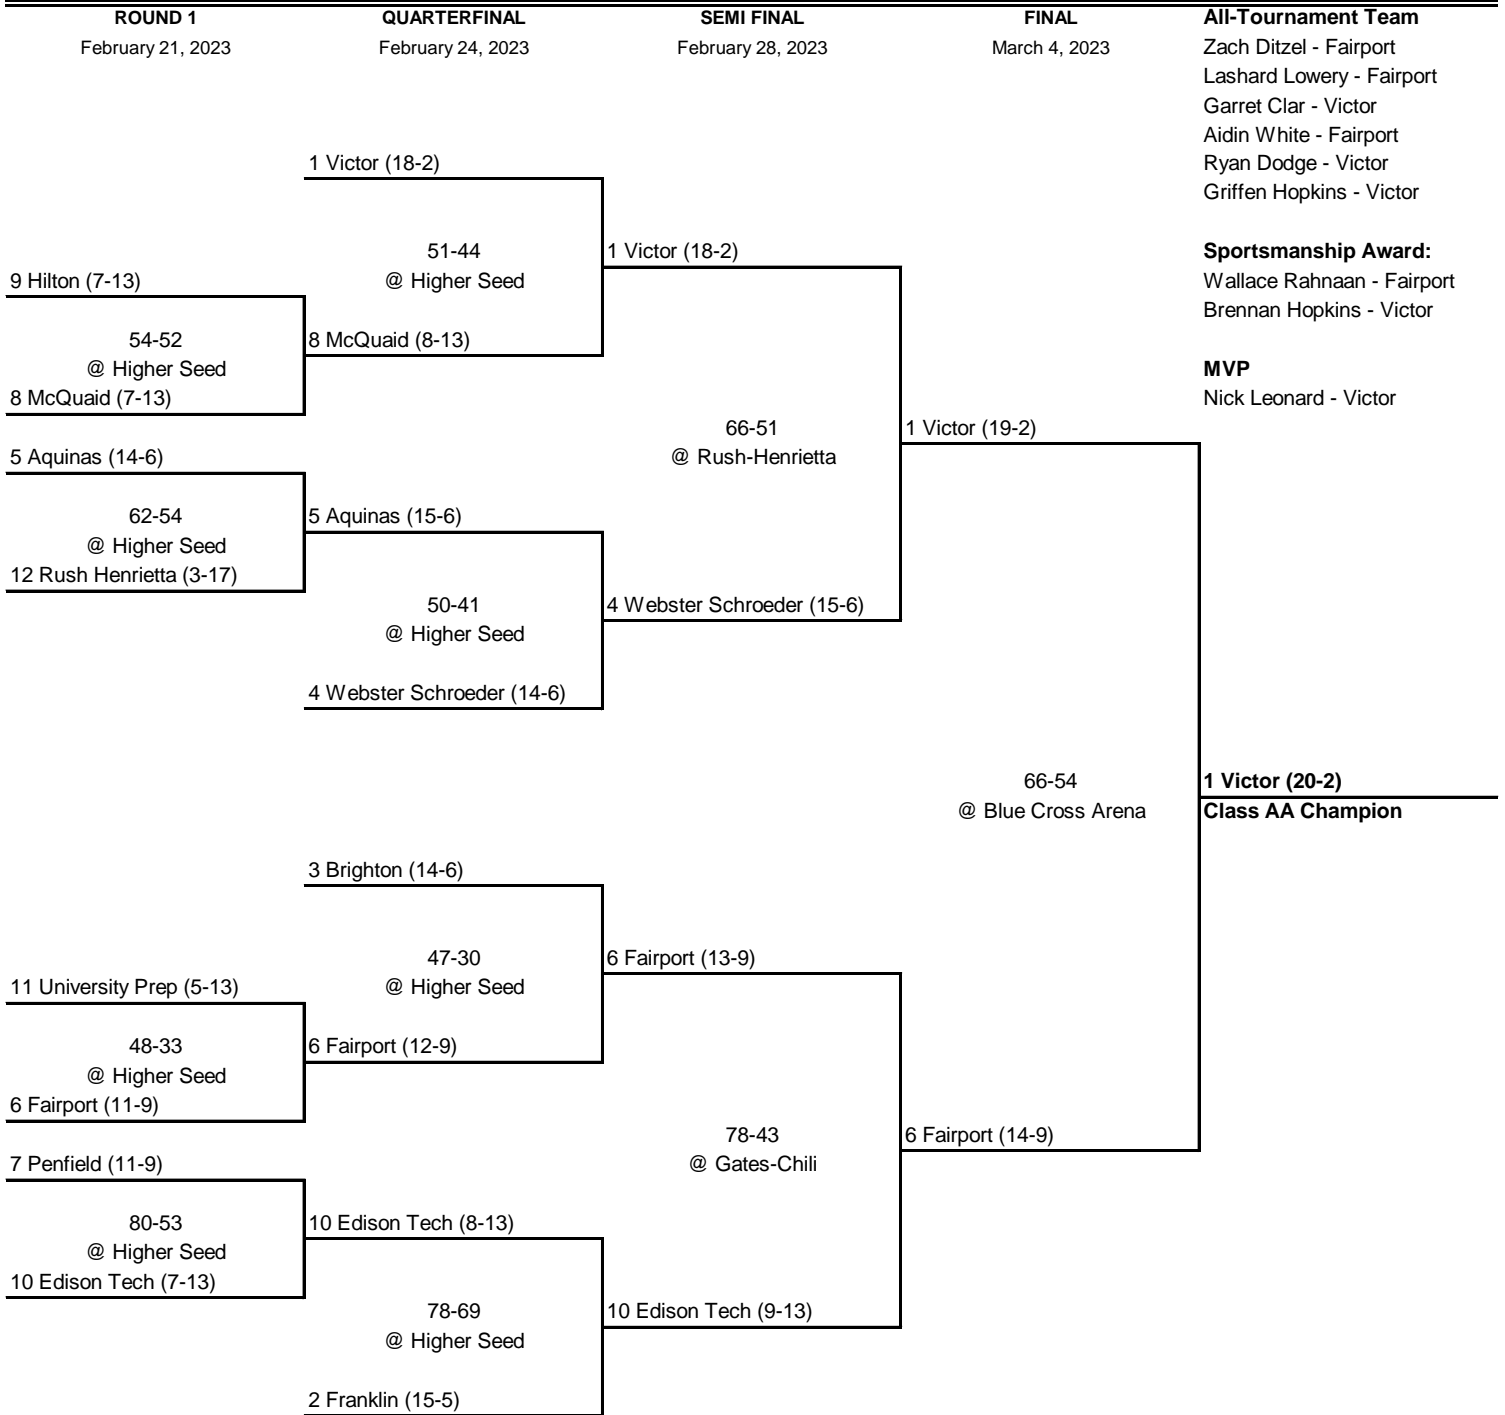 ROUND 1
February 21, 2023
QUARTERFINAL
February 24, 2023
SEMI FINAL
February 28, 2023
FINAL
March 4, 2023
All-Tournament Team
Zach Ditzel - Fairport
Lashard Lowery - Fairport
Garret Clar - Victor
Aidin White - Fairport
Ryan Dodge - Victor
Griffen Hopkins - Victor
Sportsmanship Award:
Wallace Rahnaan - Fairport
Brennan Hopkins - Victor
MVP
Nick Leonard - Victor
9 Hilton (7-13)
54-52
@ Higher Seed
8 McQuaid (7-13)
5 Aquinas (14-6)
62-54
@ Higher Seed
12 Rush Henrietta (3-17)
11 University Prep (5-13)
48-33
@ Higher Seed
6 Fairport (11-9)
7 Penfield (11-9)
80-53
@ Higher Seed
10 Edison Tech (7-13)
1 Victor (18-2)
51-44
@ Higher Seed
8 McQuaid (8-13)
5 Aquinas (15-6)
50-41
@ Higher Seed
4 Webster Schroeder (14-6)
3 Brighton (14-6)
47-30
@ Higher Seed
6 Fairport (12-9)
10 Edison Tech (8-13)
78-69
@ Higher Seed
2 Franklin (15-5)
1 Victor (18-2)
66-51
@ Rush-Henrietta
4 Webster Schroeder (15-6)
6 Fairport (13-9)
78-43
@ Gates-Chili
10 Edison Tech (9-13)
1 Victor (19-2)
66-54
@ Blue Cross Arena
6 Fairport (14-9)
1 Victor (20-2)
Class AA Champion